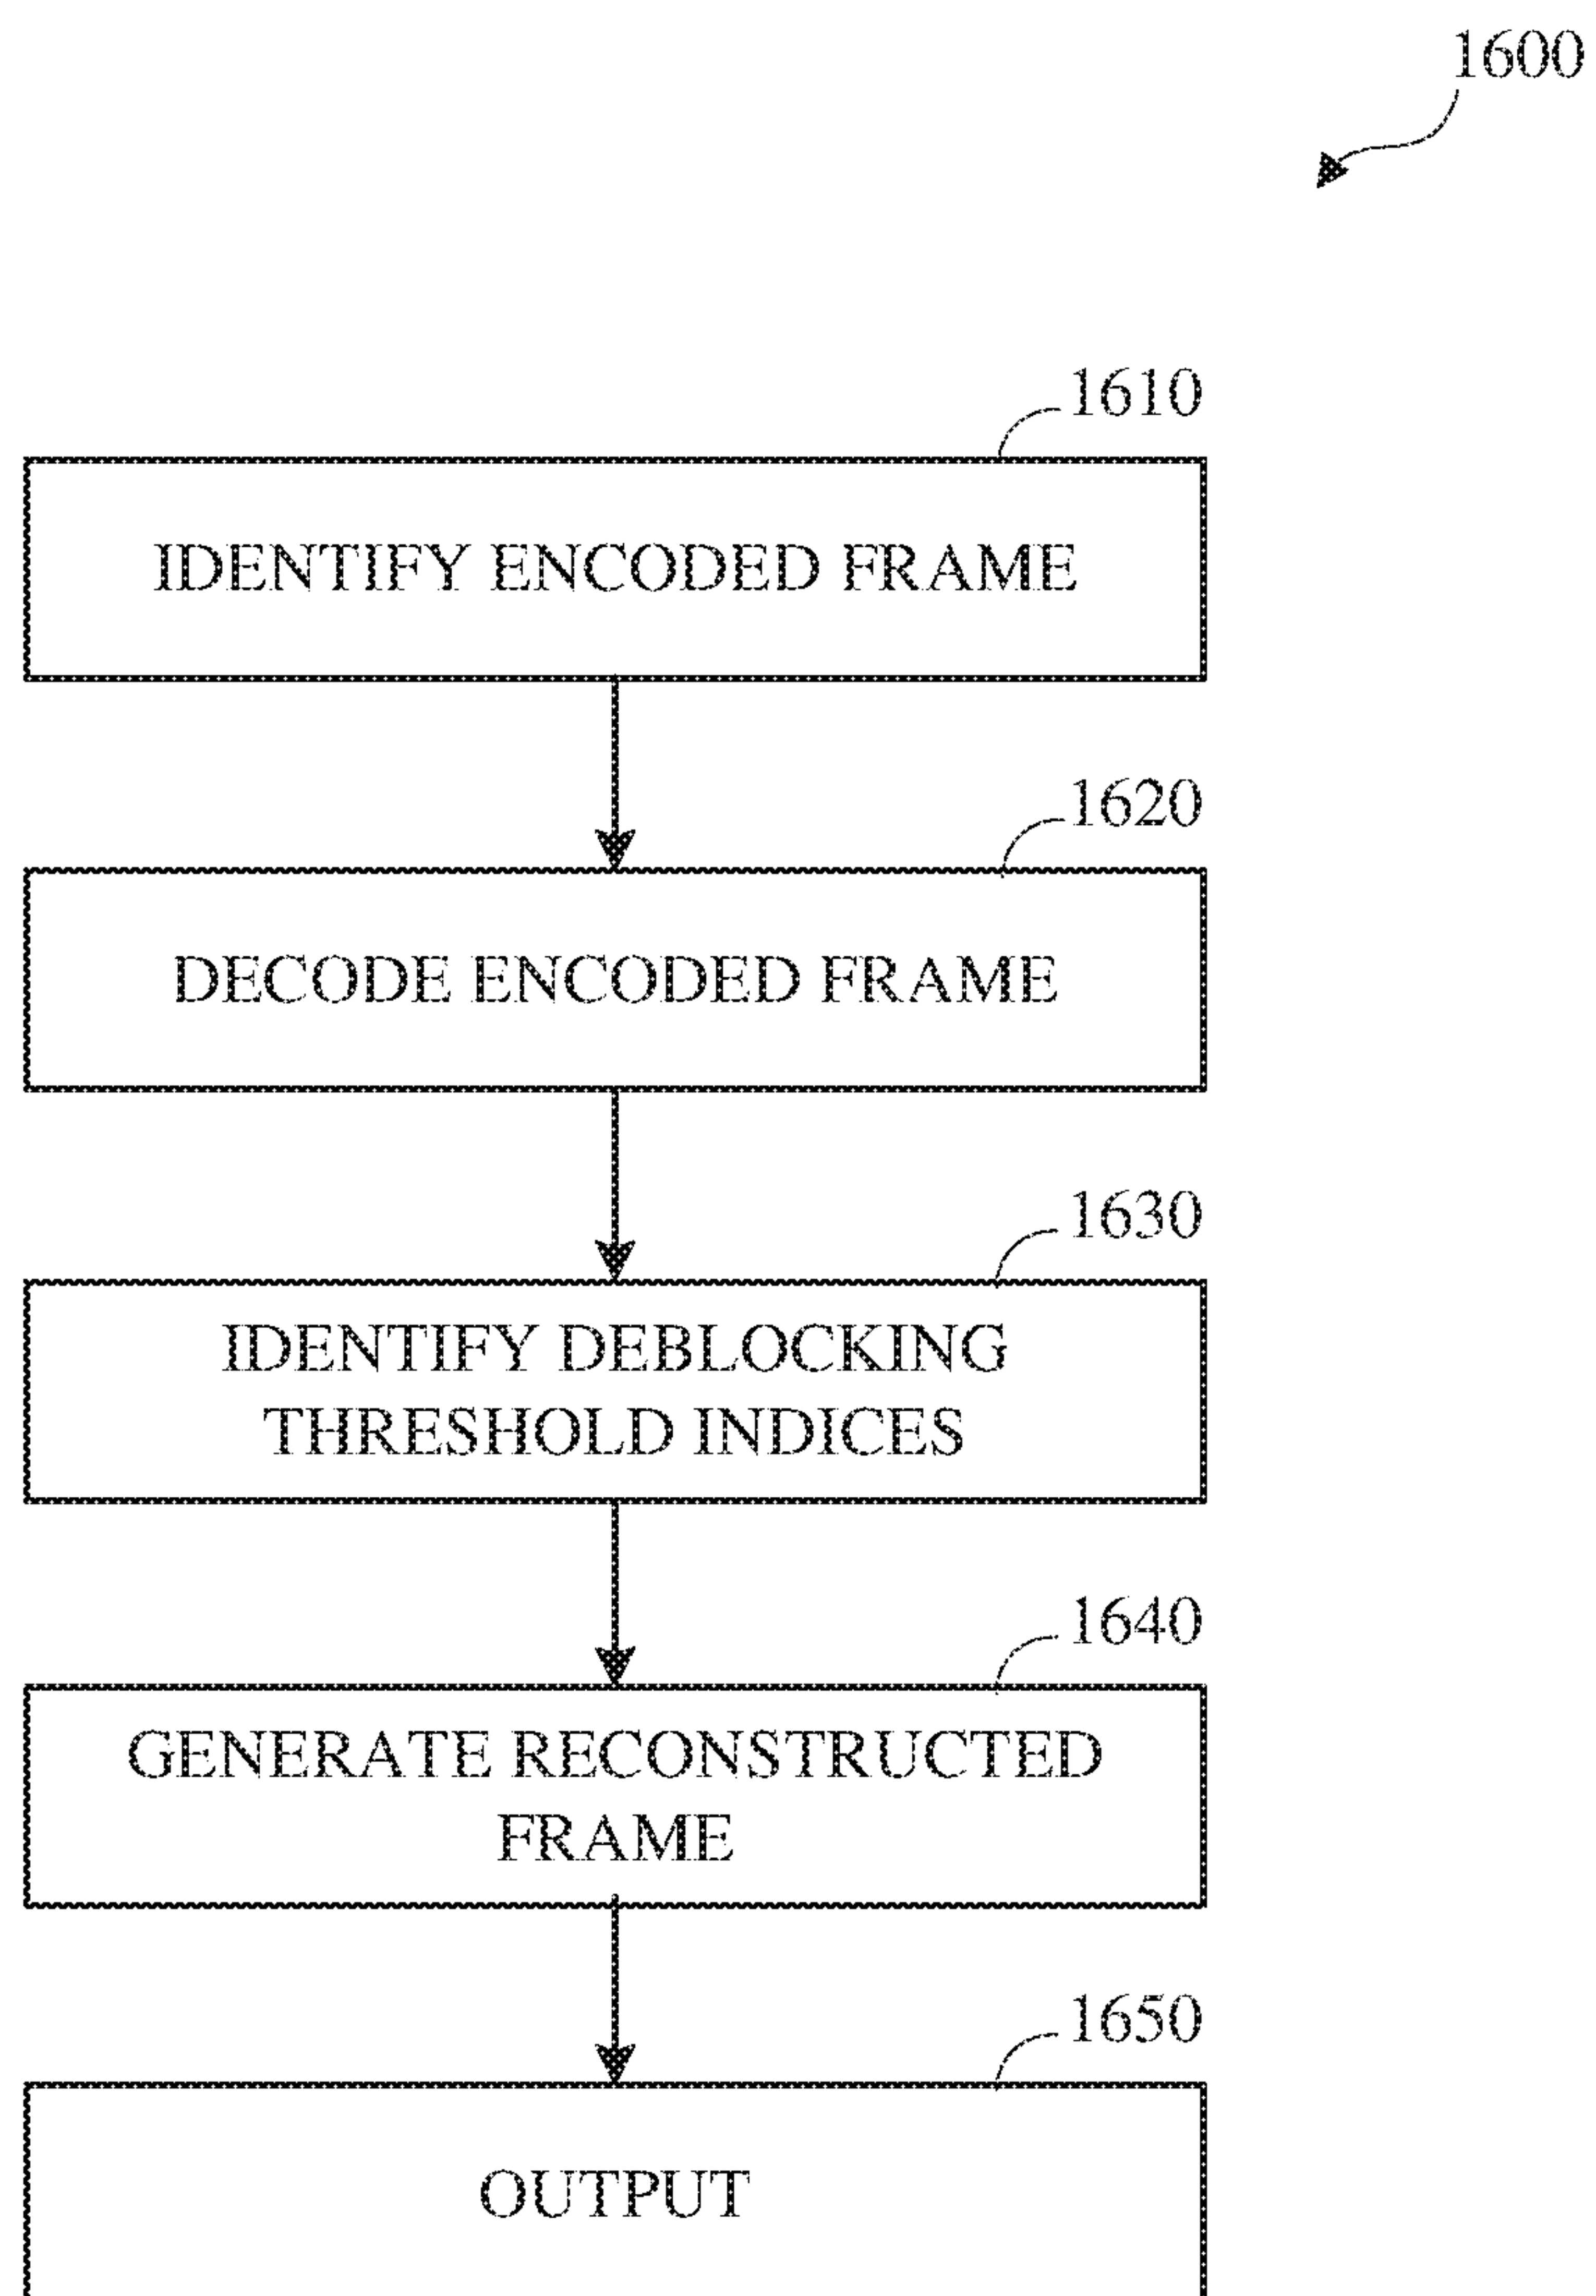 1600
1610
IDENTIFY ENCODED FRAME
1620
DECODE ENCODED FRAME
1630
IDENTIFY DEBLOCKING
THRESHOLD INDICES
1640
GENERATE RECONSTRUCTED
FRAME
1650
OUTPUT